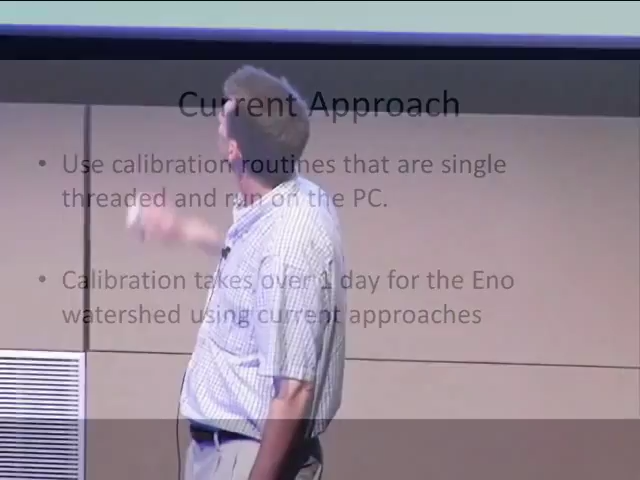 Current Approach
• Use calibration routines that are single
threaded and run on the PC.
• Calibration takes over 1 day for the Eno
watershed using current approaches